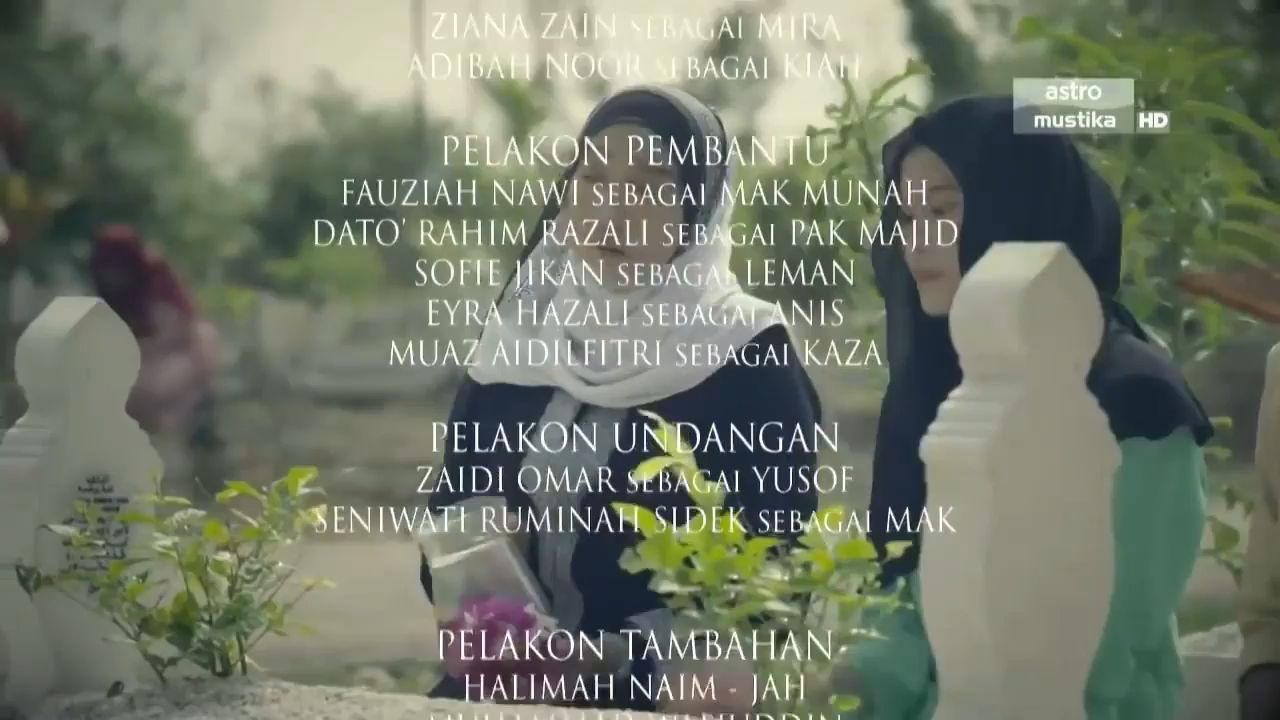 ZIANA ZAIN SEBAGAI MIRA
ADIBAH NOOR SEBAGAI KIAH
astro
mustika HD
PELAKON PEMBANTU
FAUZIAH NAWI SEBAGAI MAK MUNAH
DATO' RAHIM RAZALI SEBAGAI PAK MAJID
SOFIE JIKAN SEBAGAI LEMAN
EYRA HAZALI SEBAGAI ANIS
MUAZ AIDILFITRI SEBAGAI KAZA
PELAKON UNDANGAN
ZAIDI OMAR SEBAGAI YUSOF
SENIWATI RUMINAH SIDEK SEBAGAI MAK
PELAKON TAMBAHAN
HALIMAH NAIM - JAH